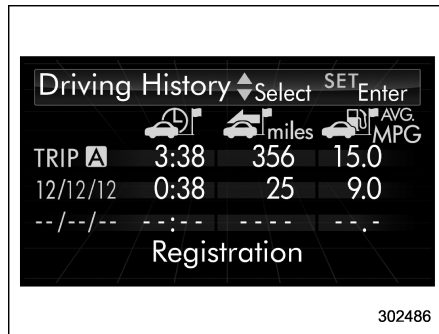 Driving History Select SET Enter
miles AVG. MPG
TRIP A 3:38 356 15.0
12/12/12 0:38 25 9.0
--/--/-- --:-- ---- --.-
Registration
302486